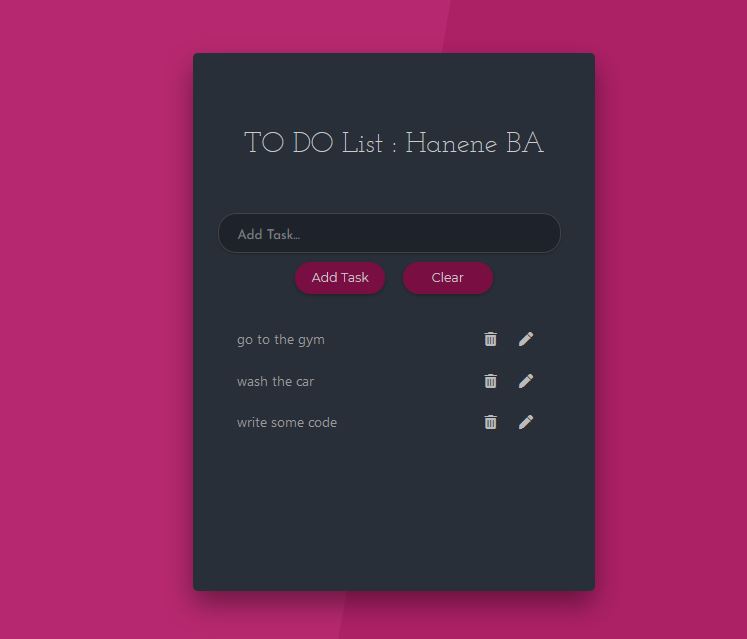 TO DO List : Hanene BA
Add Task...
Add Task
Clear
go to the gym
wash the car
write some code